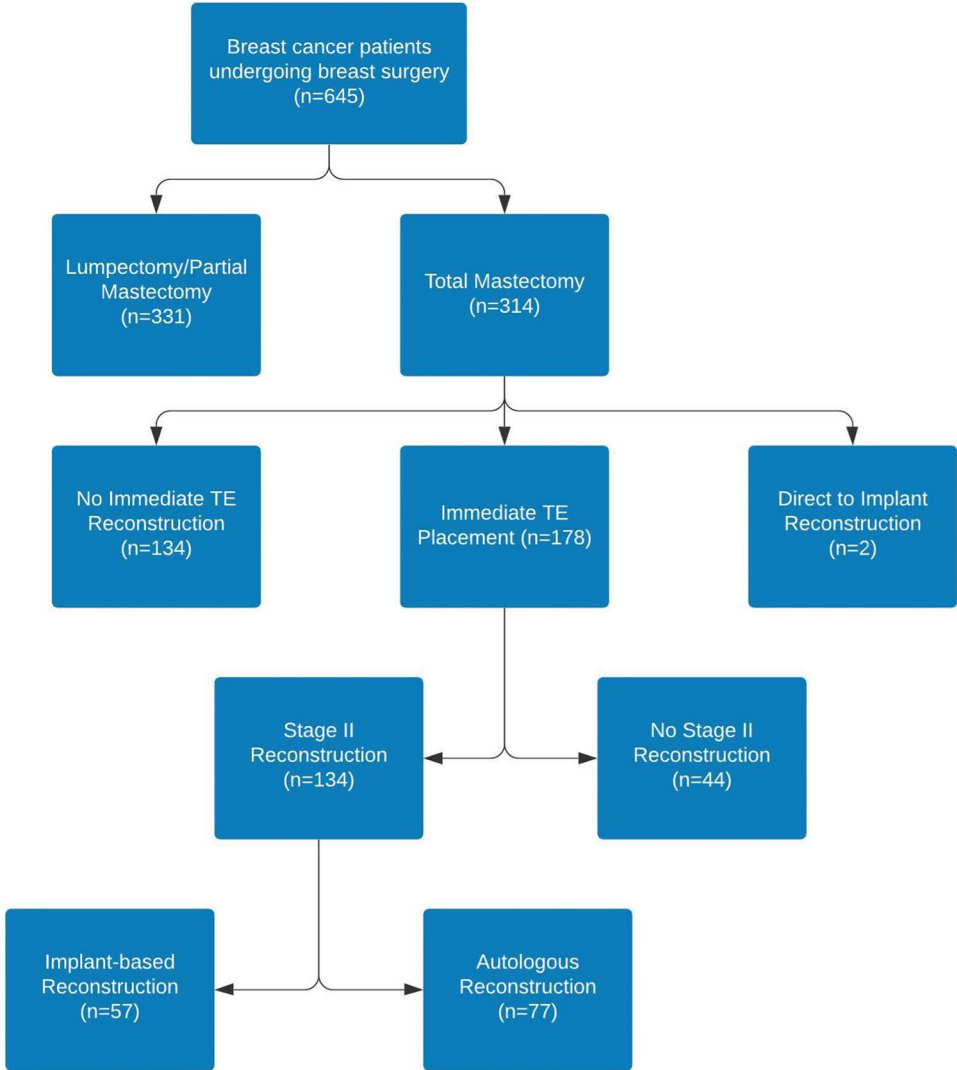 Breast cancer patients
undergoing breast surgery
(n=645)
Lumpectomy/Partial
Mastectomy
(n=331)
Total Mastectomy
(n=314)
No Immediate TE
Reconstruction
(n=134)
Immediate TE
Placement (n=178)
Direct to Implant
Reconstruction
(n=2)
Stage II
Reconstruction
(n=134)
No Stage II
Reconstruction
(n=44)
Implant-based
Reconstruction
(n=57)
Autologous
Reconstruction
(n=77)